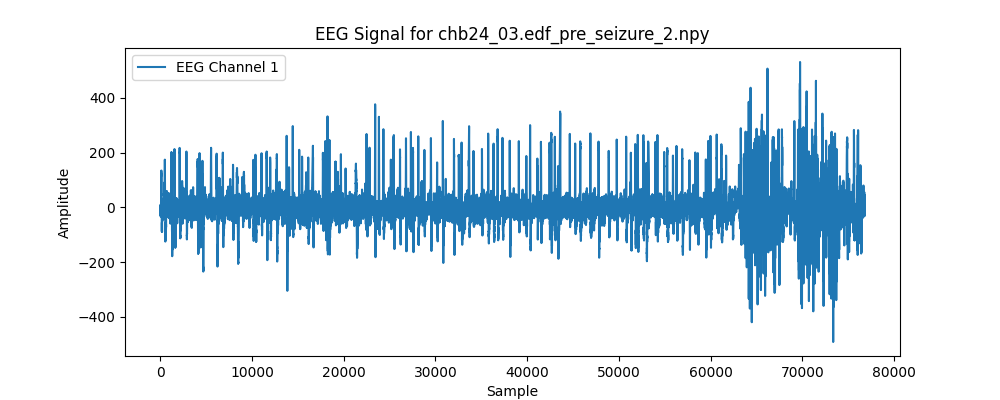 EEG Signal for chb24_03.edf_pre_seizure_2.npy
EEG Channel 1
400
200
0
−200
−400
Amplitude
0 10000 20000 30000 40000 50000 60000 70000 80000
Sample